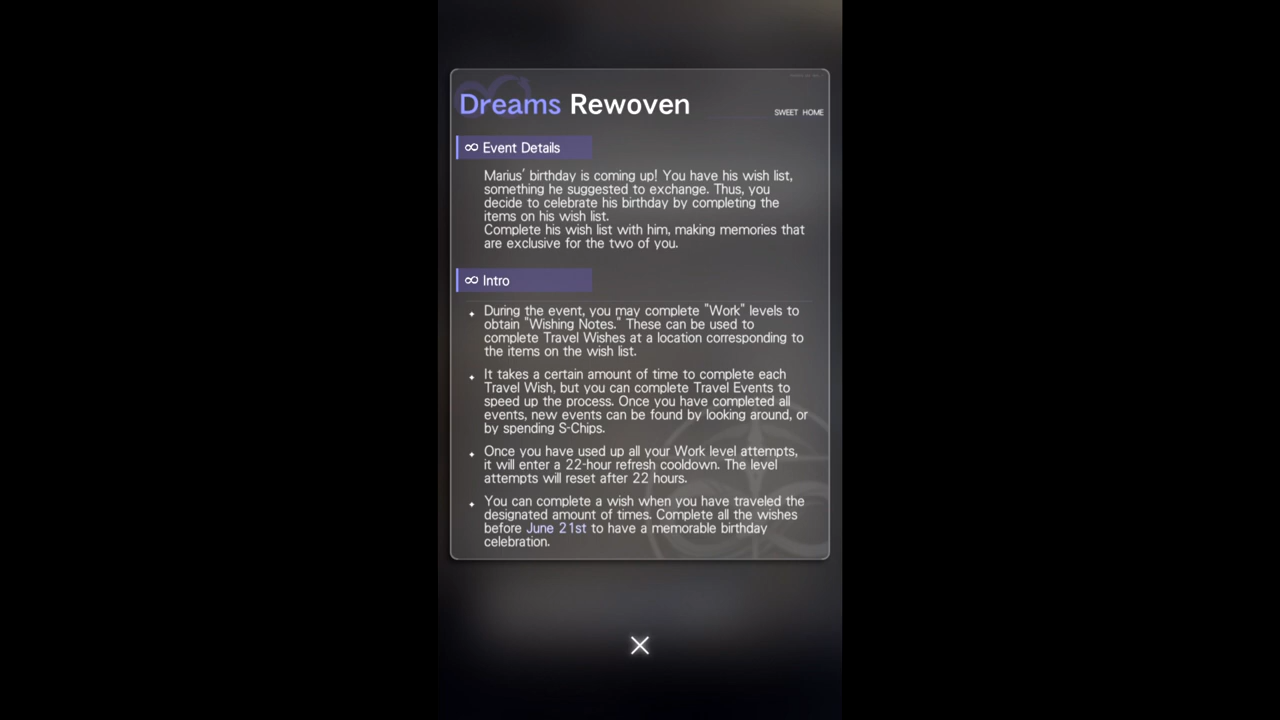 Dreams Rewoven
SWEET HOME
∞ Event Details
Marius' birthday is coming up! You have his wish list,
something he suggested to exchange. Thus, you
decide to celebrate his birthday by completing the
items on his wish list.
Complete his wish list with him, making memories that
are exclusive for the two of you.
∞ Intro
During the event, you may complete "Work" levels to
obtain "Wishing Notes." These can be used to
complete Travel Wishes at a location corresponding to
the items on the wish list.
It takes a certain amount of time to complete each
Travel Wish, but you can complete Travel Events to
speed up the process. Once you have completed all
events, new events can be found by looking around, or
by spending S-Chips.
Once you have used up all your Work level attempts,
it will enter a 22-hour refresh cooldown. The level
attempts will reset after 22 hours.
You can complete a wish when you have traveled the
designated amount of times. Complete all the wishes
before June 21st to have a memorable birthday
celebration.